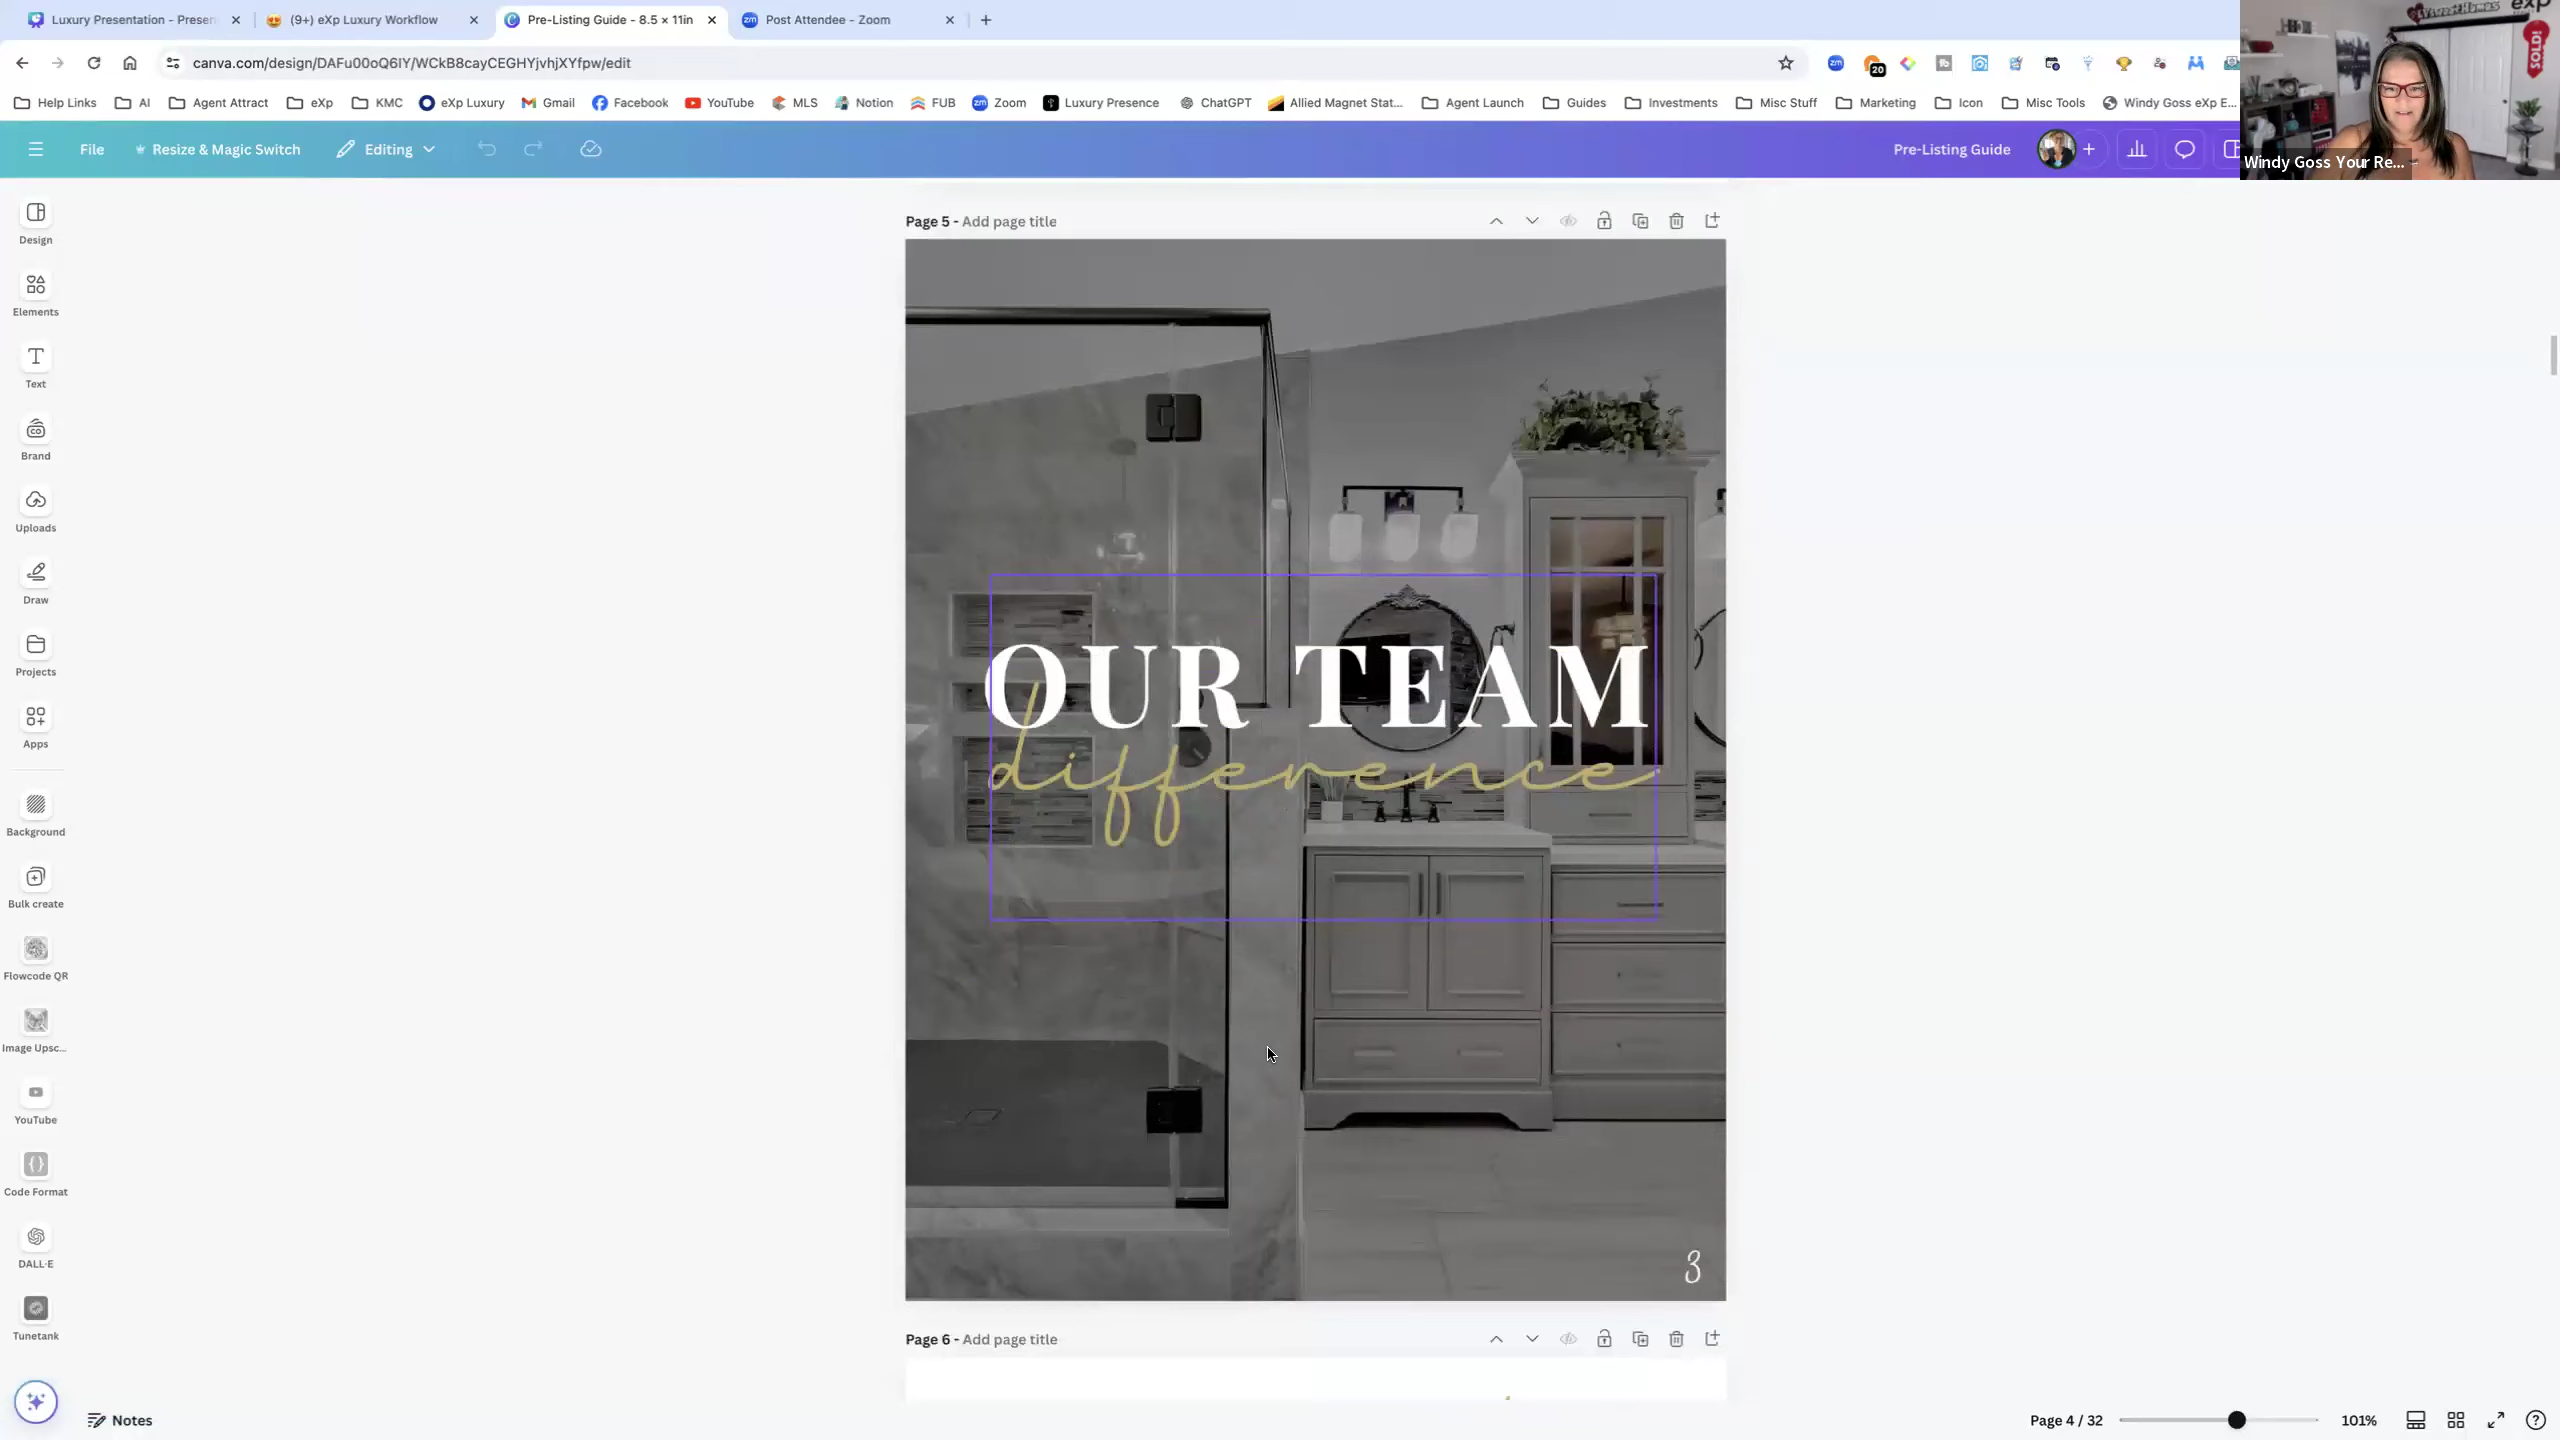 Luxury Presentation - Presen
(9+) eXp Luxury Workflow
Pre-Listing Guide - 8.5 × 11in
Post Attendee - Zoom
canva.com/design/DAFu00oQ6IY/WCkB8cayCEGHYjvhjXYfpw/edit
20
Help Links
AI
Agent Attract
eXp
KMC
eXp Luxury
Gmail
Facebook
YouTube
MLS
Notion
FUB
Zoom
Luxury Presence
ChatGPT
Allied Magnet Stat...
Agent Launch
Guides
Investments
Misc Stuff
Marketing
Icon
Misc Tools
Windy Goss eXp E...
exp
SOLD!
Windy Goss Your Re...
File
Resize & Magic Switch
Editing
Pre-Listing Guide
Design
Elements
Text
Brand
Uploads
Draw
Projects
Apps
Background
Bulk create
Flowcode QR
Image Upsc...
YouTube
Code Format
DALL·E
Tunetank
Page 5 - Add page title
OUR TEAM
difference
3
Page 6 - Add page title
Notes
Page 4 / 32
101%